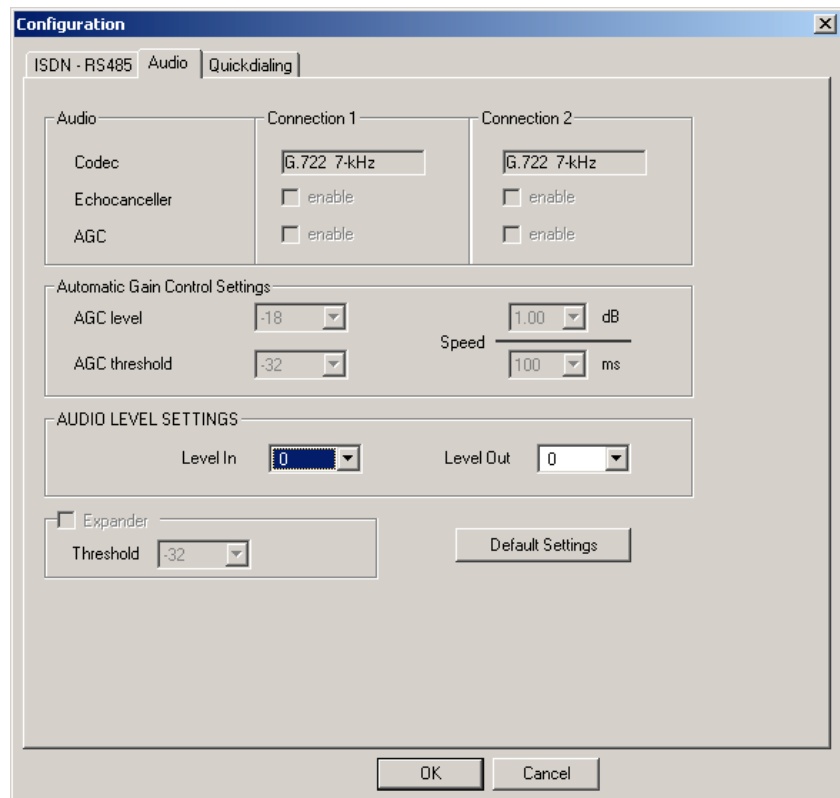 Configuration
ISDN - RS485 Audio Quickdialing
Audio Connection 1 Connection 2
Codec G.722 7-kHz G.722 7-kHz
Echocanceller enable enable
AGC enable enable
Automatic Gain Control Settings
AGC level -18 1.00 dB
Speed
AGC threshold -32 100 ms
AUDIO LEVEL SETTINGS
Level In 0 Level Out 0
Expander
Threshold -32 Default Settings
OK Cancel